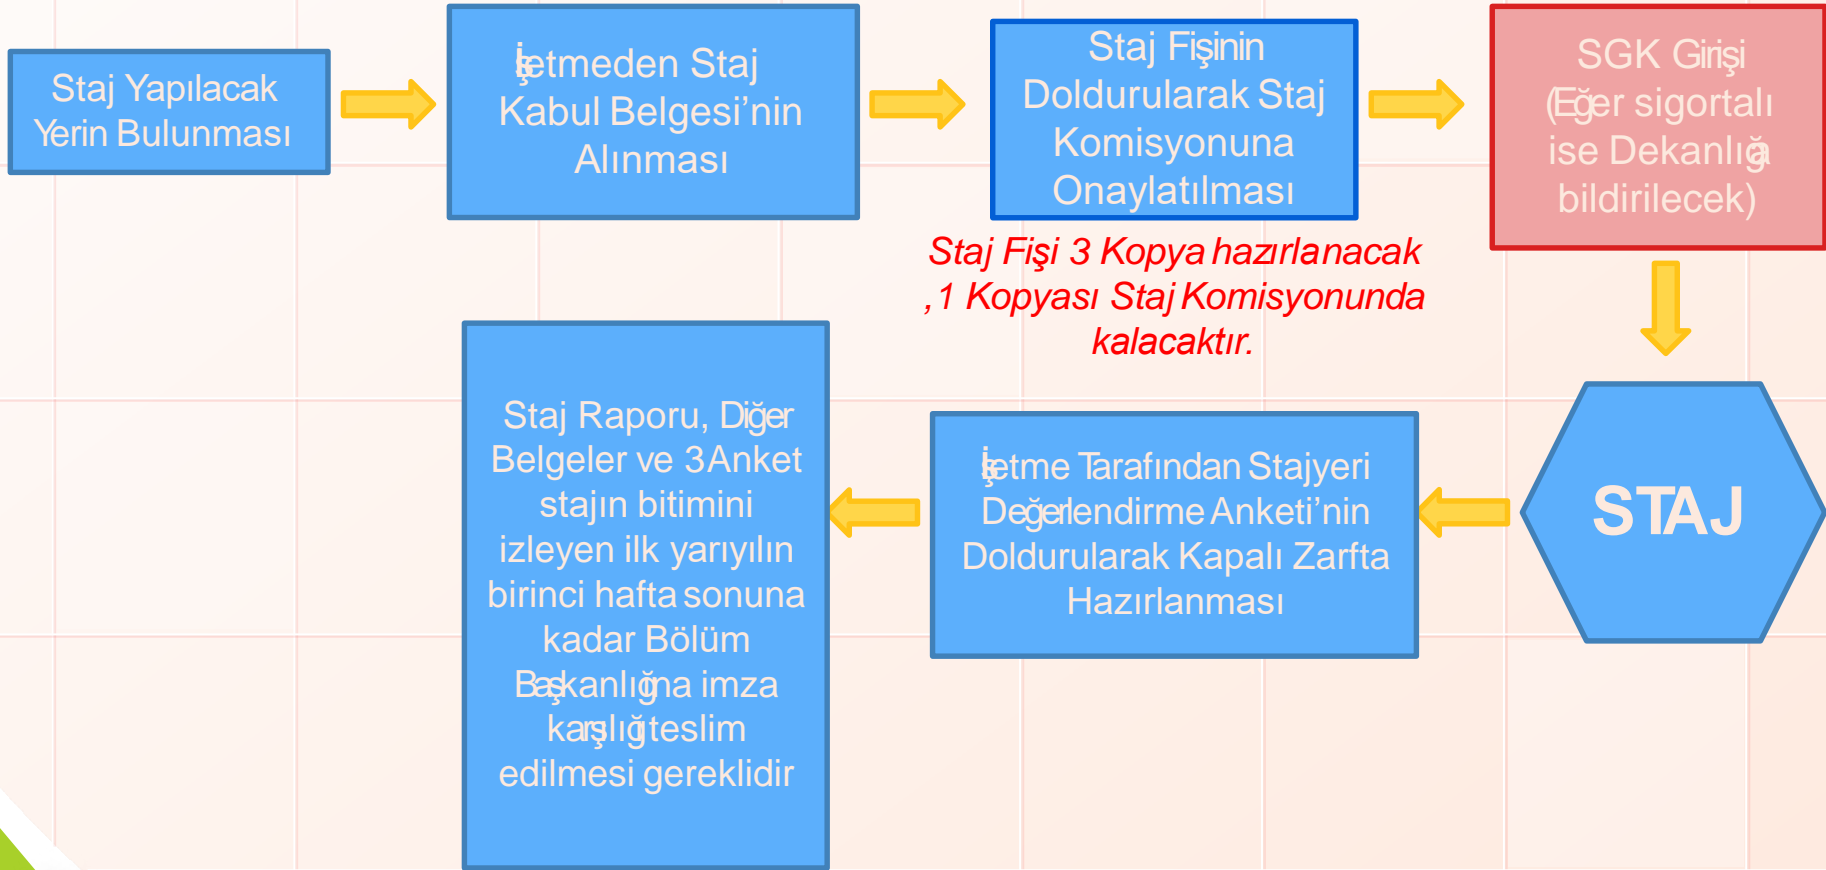 Staj Yapılacak
Yerin Bulunması
İşletmeden Staj
Kabul Belgesi’nin
Alınması
Staj Fişinin
Doldurularak Staj
Komisyonuna
Onaylatılması
SGK Girişi
(Eğer sigortalı
ise Dekanlığa
bildirilecek)
Staj Fişi 3 Kopya hazırlanacak
,1 Kopyası Staj Komisyonunda
kalacaktır.
STAJ
İşletme Tarafından Stajyeri
Değerlendirme Anketi’nin
Doldurularak Kapalı Zarfta
Hazırlanması
Staj Raporu, Diğer
Belgeler ve 3 Anket
stajın bitimini
izleyen ilk yarıyılın
birinci hafta sonuna
kadar Bölüm
Başkanlığına imza
karşılığı teslim
edilmesi gereklidir